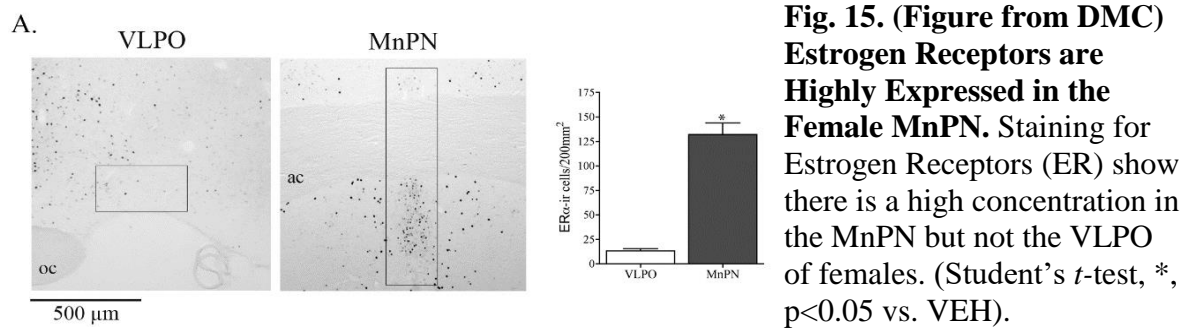 A.
VLPO
MnPN
oc
ac
500 µm
ERα-ir cells/200mm²
175
150
125
100
75
50
25
0
*
VLPO
MnPN
Fig. 15. (Figure from DMC)
Estrogen Receptors are
Highly Expressed in the
Female MnPN. Staining for
Estrogen Receptors (ER) show
there is a high concentration in
the MnPN but not the VLPO
of females. (Student’s t-test, *,
p<0.05 vs. VEH).